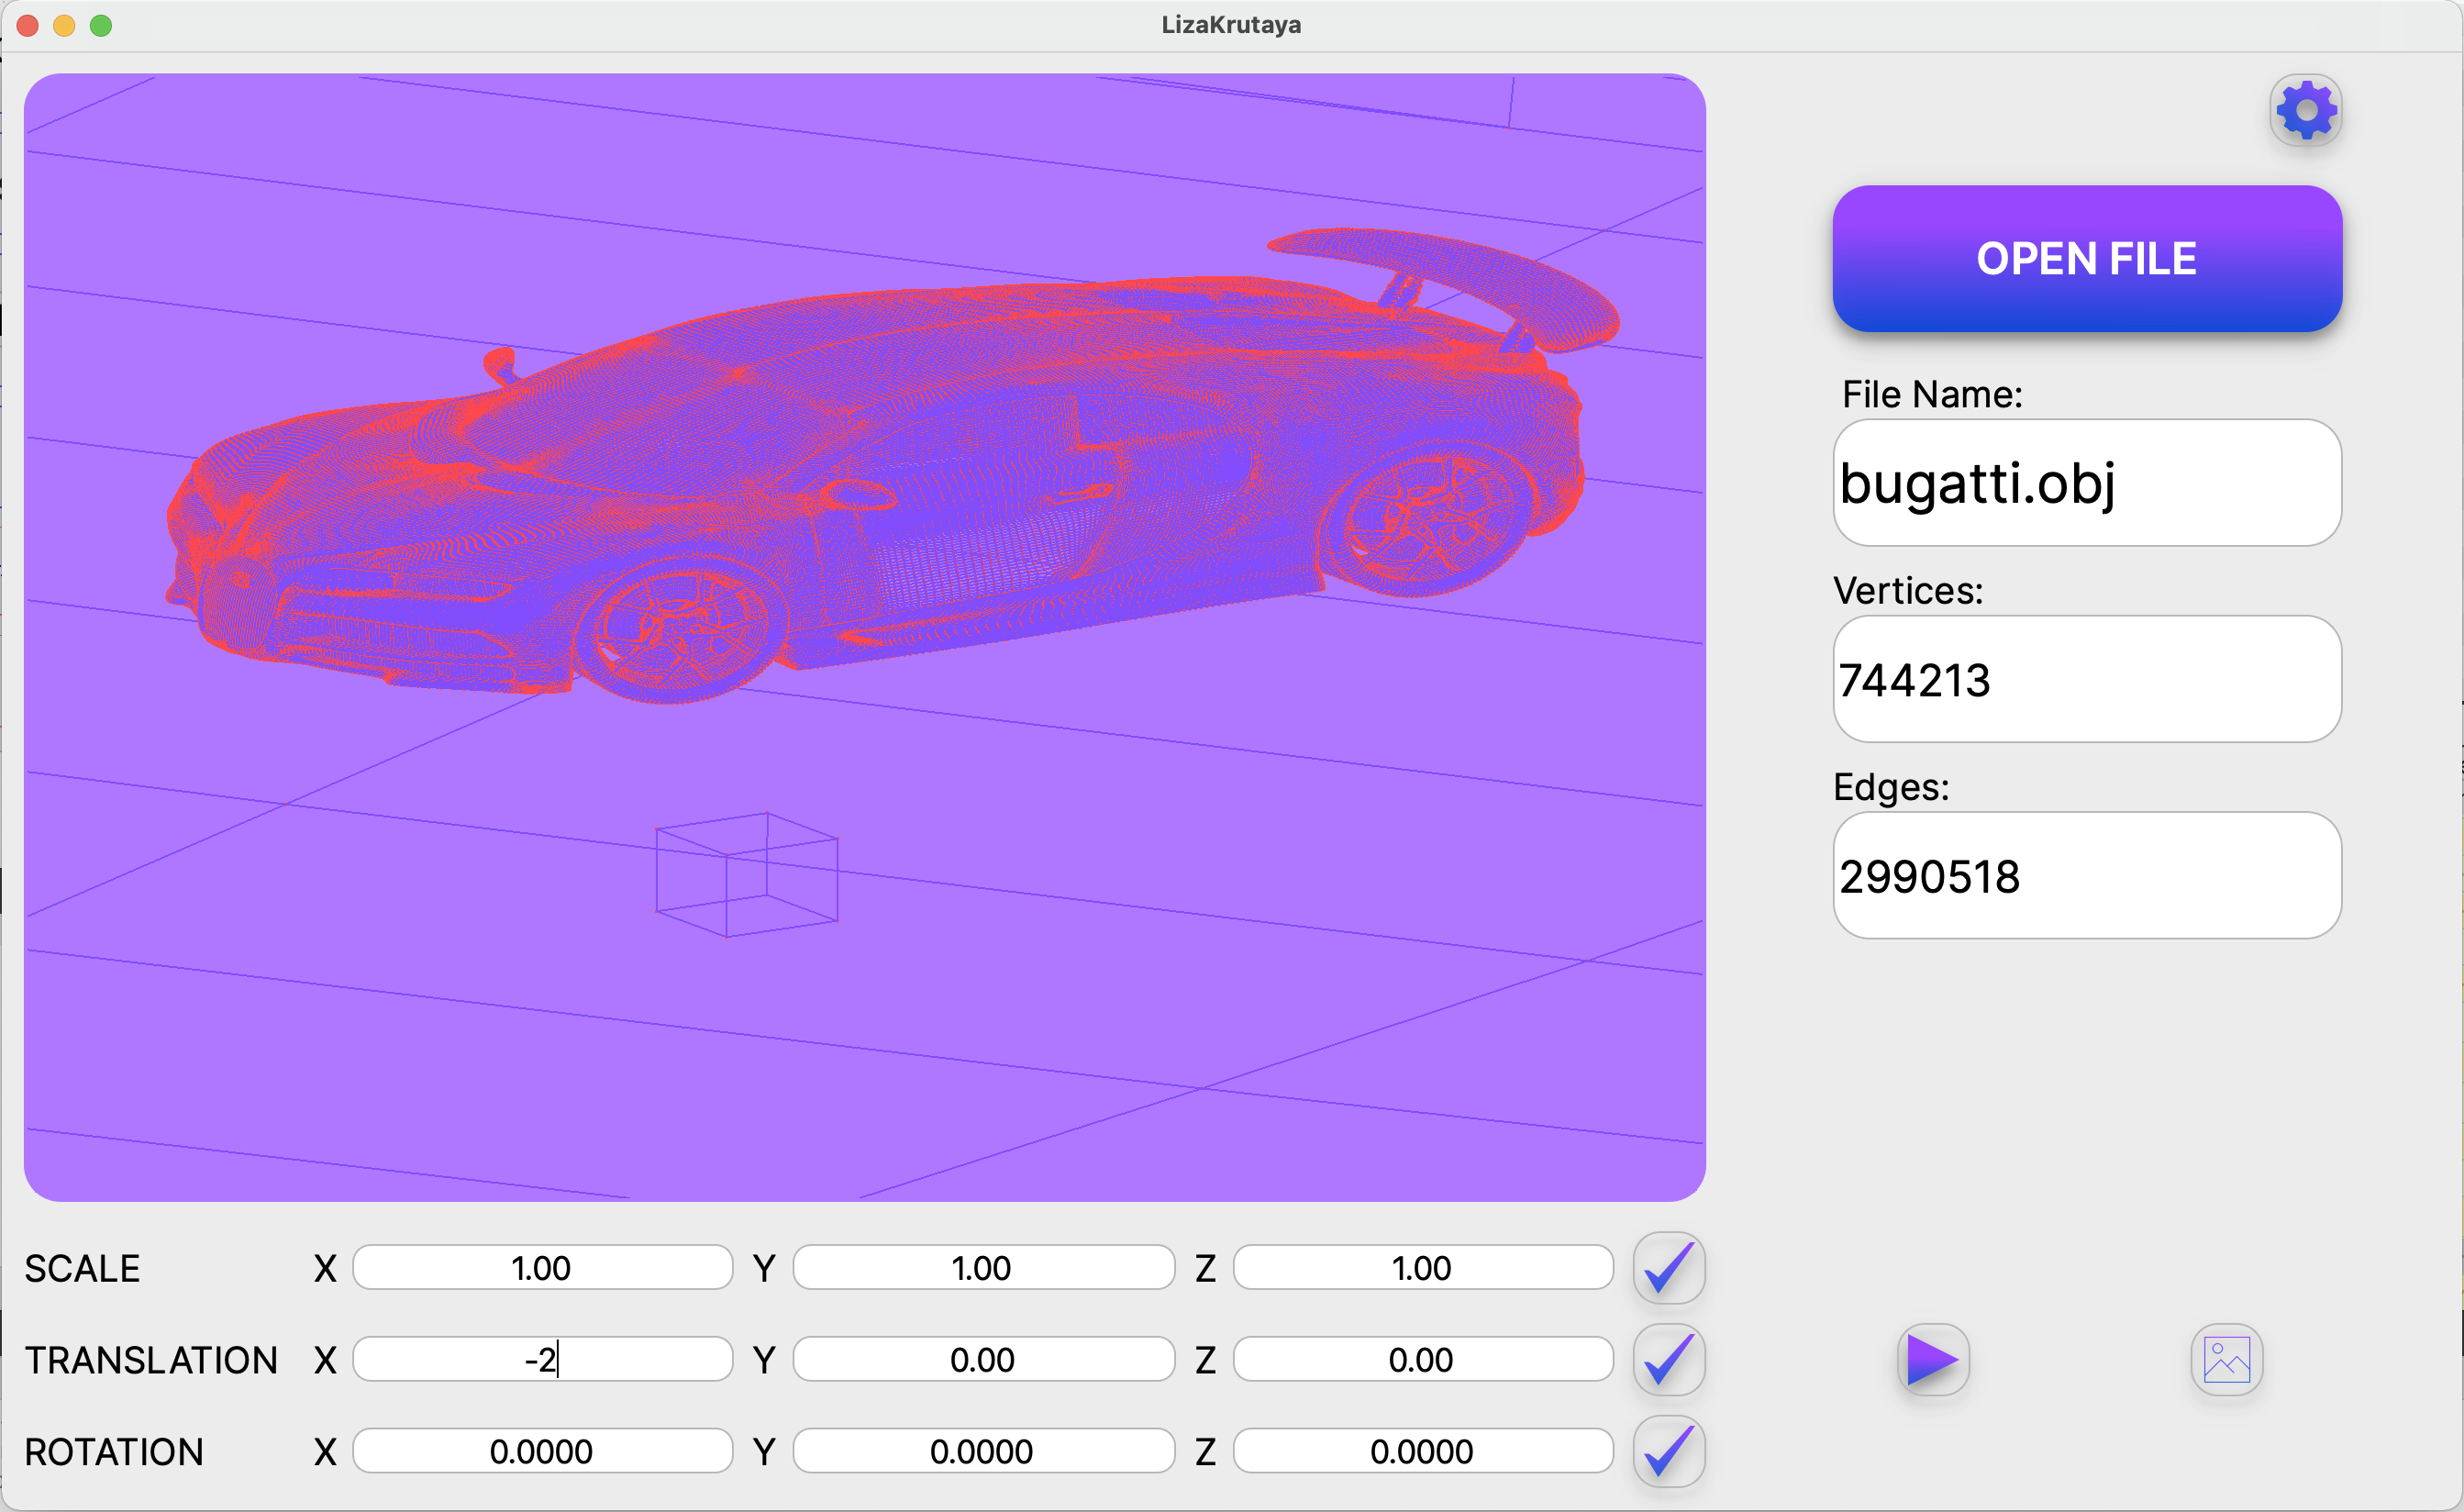 LizaKrutaya
OPEN FILE
File Name:
bugatti.obj
Vertices:
744213
Edges:
2990518
SCALE X 1.00 Y 1.00 Z 1.00
TRANSLATION X -2 Y 0.00 Z 0.00
ROTATION X 0.0000 Y 0.0000 Z 0.0000